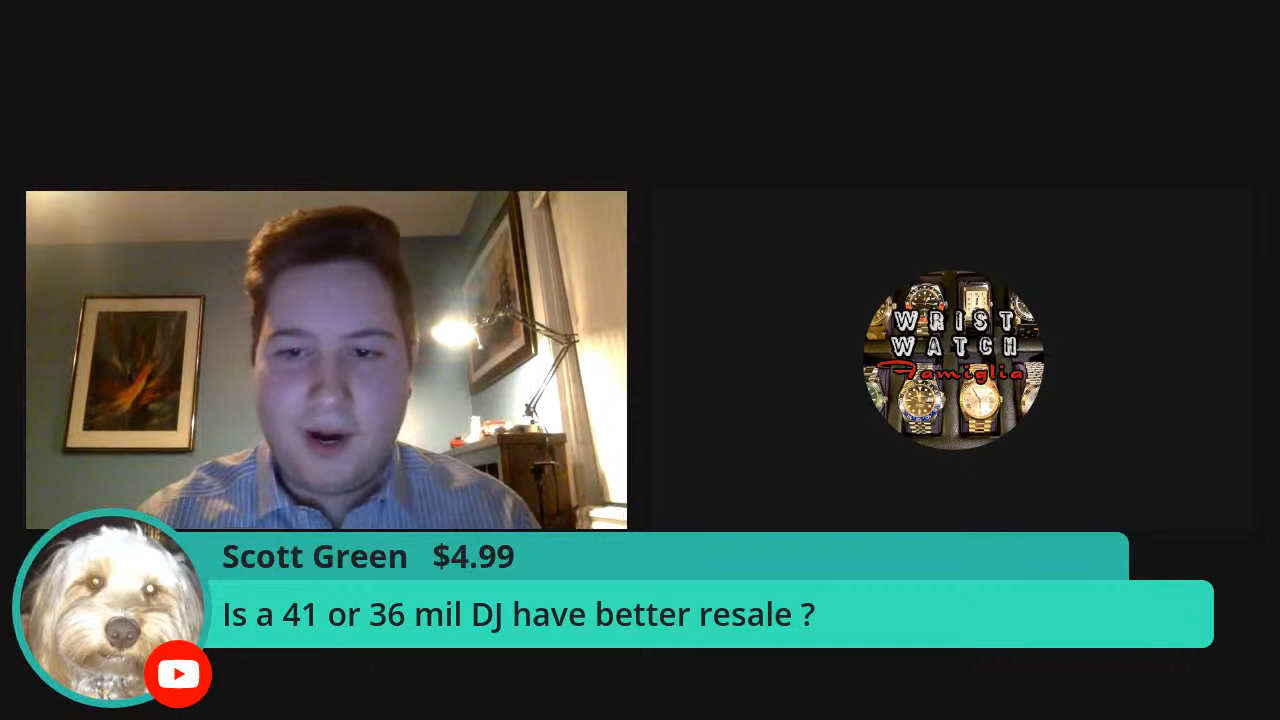 WRIST
WATCH
Famiglia
Scott Green $4.99
Is a 41 or 36 mil DJ have better resale ?